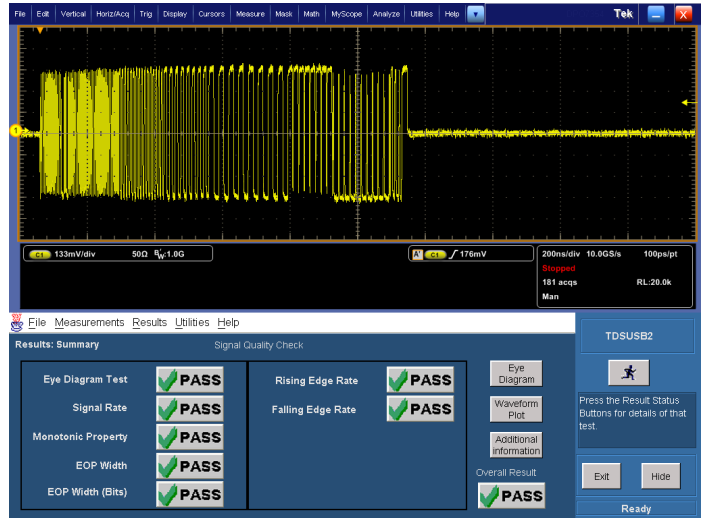 File Edit Vertical Horiz/Acq Trig Display Cursors Measure Mask Math MyScope Analyze Utilities Help Tek X
1
C1 133mV/div 50Ω BW:1.0G
A' C1 176mV
200ns/div 10.0GS/s 100ps/pt
Stopped
181 acqs RL:20.0k
Man
File Measurements Results Utilities Help
TDSUSB2
Results: Summary Signal Quality Check
Eye Diagram Test PASS
Signal Rate PASS
Monotonic Property PASS
EOP Width PASS
EOP Width (Bits) PASS
Rising Edge Rate PASS
Falling Edge Rate PASS
Eye
Diagram
Waveform
Plot
Additional
information
Overall Result
PASS
Press the Result Status
Buttons for details of that
test.
Exit Hide
Ready